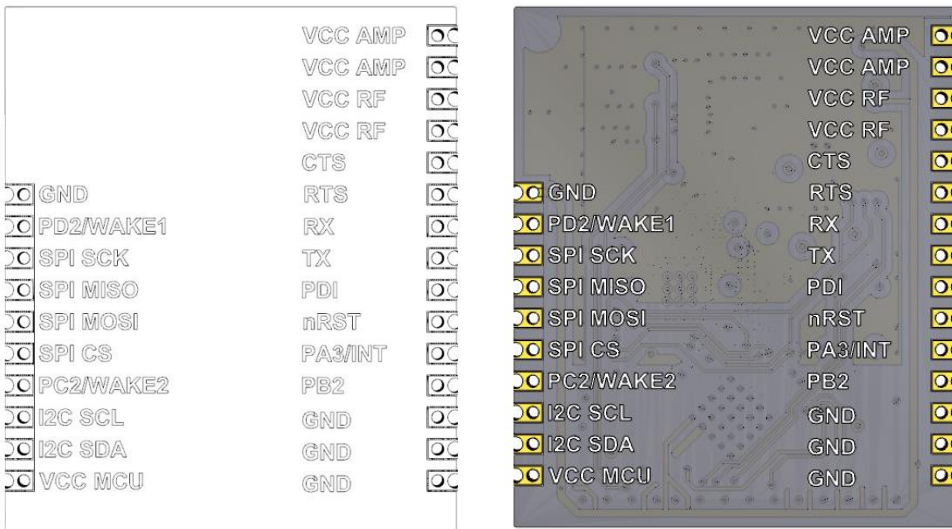 VCC AMP
VCC AMP
VCC RF
VCC RF
CTS
GND RTS
PD2/WAKE1 RX
SPI SCK TX
SPI MISO PDI
SPI MOSI nRST
SPI CS PA3/INT
PC2/WAKE2 PB2
I2C SCL GND
I2C SDA GND
VCC MCU GND
VCC AMP
VCC AMP
VCC RF
VCC RF
CTS
GND RTS
PD2/WAKE1 RX
SPI SCK TX
SPI MISO PDI
SPI MOSI nRST
SPI CS PA3/INT
PC2/WAKE2 PB2
I2C SCL GND
I2C SDA GND
VCC MCU GND